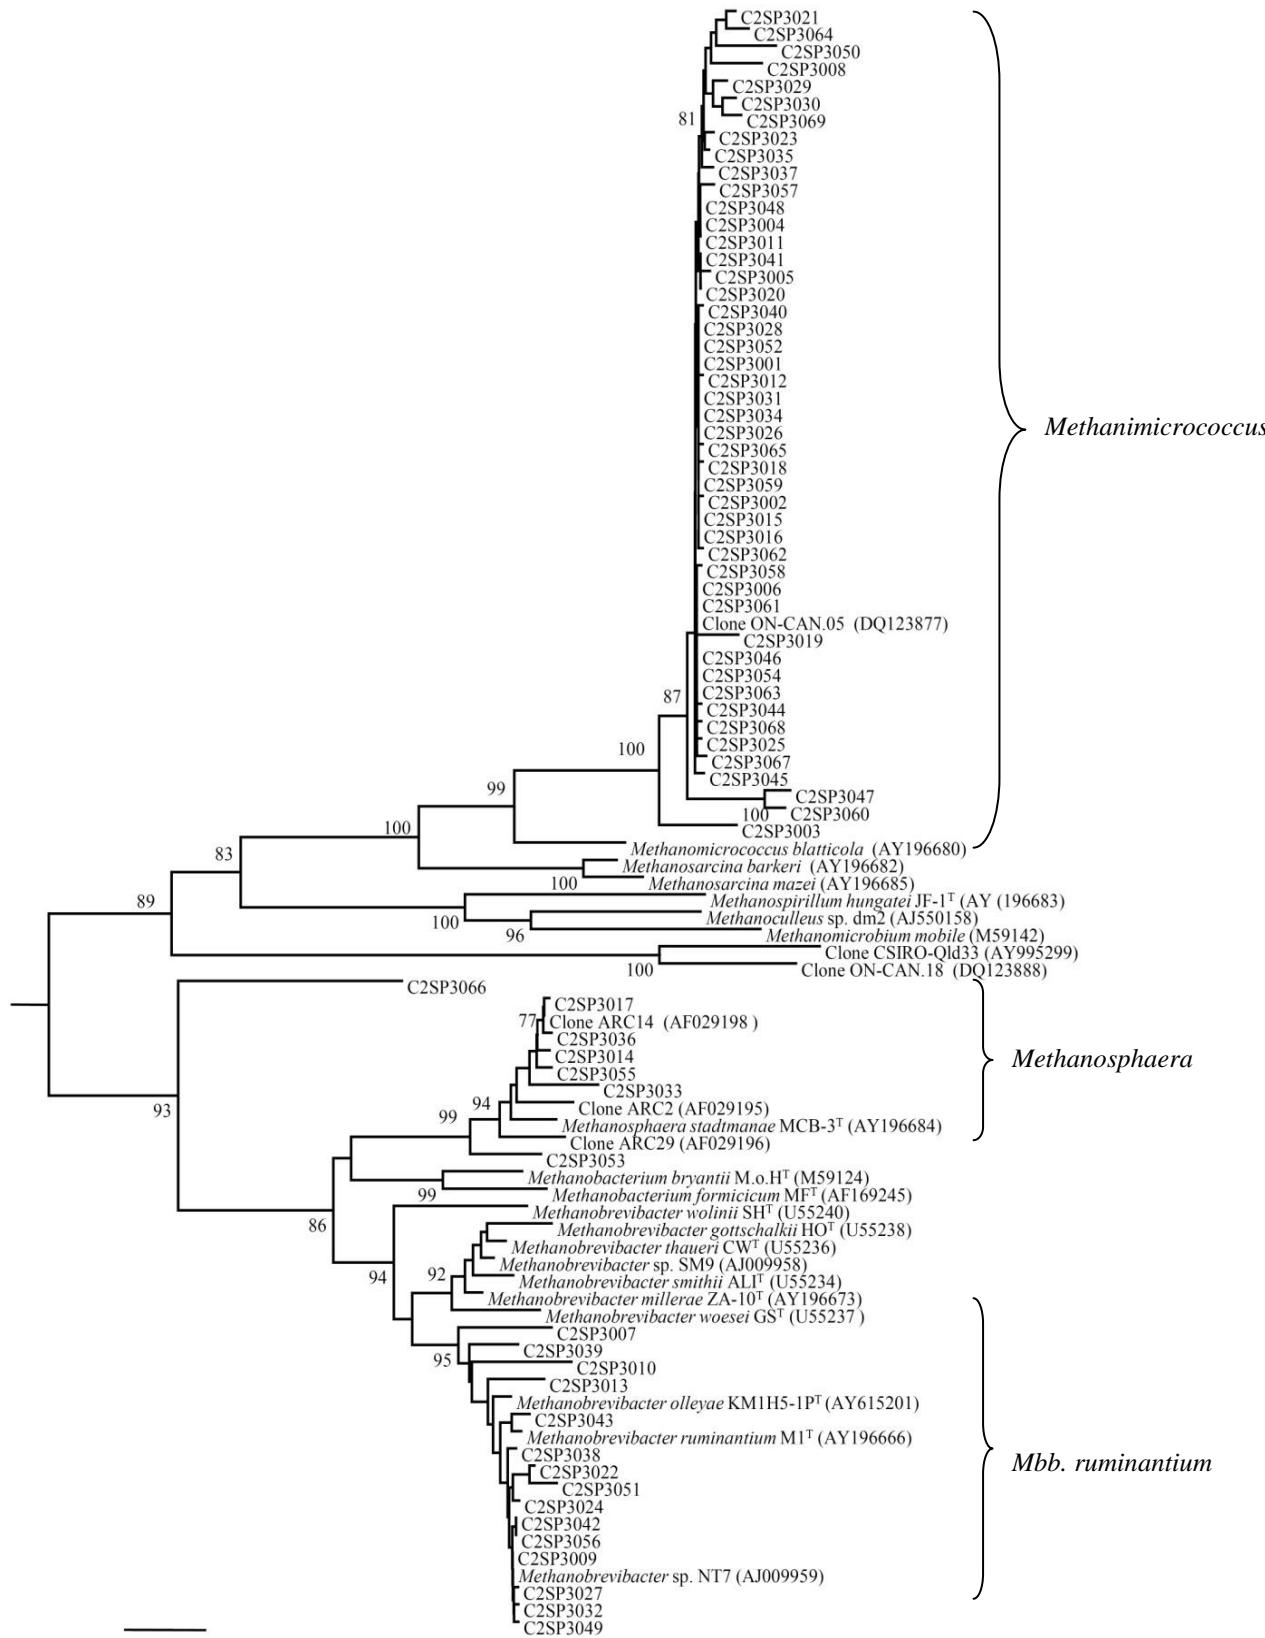 C2SP3021
C2SP3064
C2SP3050
C2SP3008
C2SP3029
C2SP3030
C2SP3069
81
C2SP3023
C2SP3035
C2SP3037
C2SP3057
C2SP3048
C2SP3004
C2SP3011
C2SP3041
C2SP3005
C2SP3020
C2SP3040
C2SP3028
C2SP3052
C2SP3001
C2SP3012
C2SP3031
C2SP3034
Methanimicrococcus
C2SP3026
C2SP3065
C2SP3018
C2SP3059
C2SP3002
C2SP3015
C2SP3016
C2SP3062
C2SP3058
C2SP3006
C2SP3061
Clone ON-CAN.05 (DQ123877)
C2SP3019
C2SP3046
C2SP3054
C2SP3063
87
C2SP3044
C2SP3068
C2SP3025
100
C2SP3067
C2SP3045
99
C2SP3047
C2SP3060
100
C2SP3003
100
Methanomicrococcus blatticola (AY196680)
83
Methanosarcina barkeri (AY196682)
100
Methanosarcina mazei (AY196685)
89
Methanospirillum hungatei JF-1ᵀ (AY (196683)
100
Methanoculleus sp. dm2 (AJ550158)
96
Methanomicrobium mobile (M59142)
Clone CSIRO-Qld33 (AY995299)
100
Clone ON-CAN.18 (DQ123888)
C2SP3066
C2SP3017
77
Clone ARC14 (AF029198 )
C2SP3036
C2SP3014
Methanosphaera
C2SP3055
C2SP3033
94
Clone ARC2 (AF029195)
93
99
Methanosphaera stadtmanae MCB-3ᵀ (AY196684)
Clone ARC29 (AF029196)
C2SP3053
Methanobacterium bryantii M.o.Hᵀ (M59124)
99
Methanobacterium formicicum MFᵀ (AF169245)
Methanobrevibacter wolinii SHᵀ (U55240)
86
Methanobrevibacter gottschalkii HOᵀ (U55238)
Methanobrevibacter thaueri CWᵀ (U55236)
Methanobrevibacter sp. SM9 (AJ009958)
94
92
Methanobrevibacter smithii ALIᵀ (U55234)
Methanobrevibacter millerae ZA-10ᵀ (AY196673)
Methanobrevibacter woesei GSᵀ (U55237 )
C2SP3007
C2SP3039
95
C2SP3010
C2SP3013
Methanobrevibacter olleyae KM1H5-1Pᵀ (AY615201)
C2SP3043
Methanobrevibacter ruminantium M1ᵀ (AY196666)
C2SP3038
Mbb. ruminantium
C2SP3022
C2SP3051
C2SP3024
C2SP3042
C2SP3056
C2SP3009
Methanobrevibacter sp. NT7 (AJ009959)
C2SP3027
C2SP3032
C2SP3049